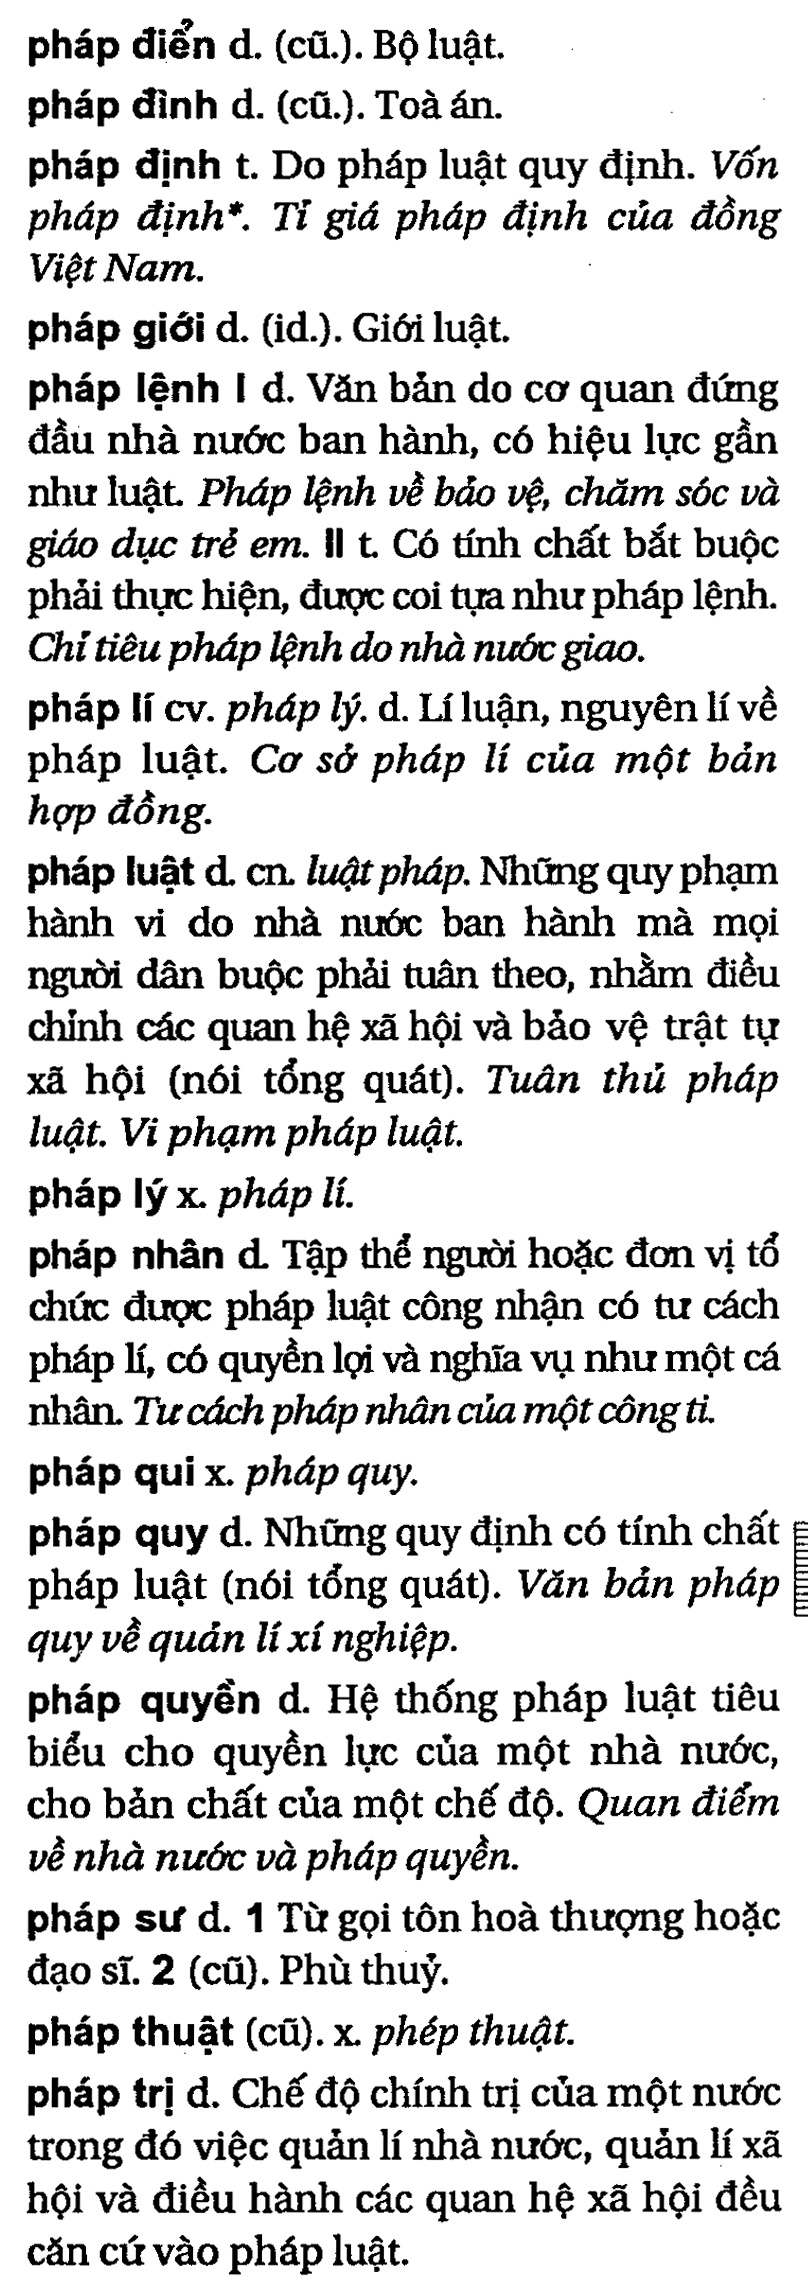 pháp điển d. (cũ.). Bộ luật.
pháp đình d. (cũ.). Toà án.
pháp định t. Do pháp luật quy định. Vốn
pháp định*. Tỉ giá pháp định của đồng
Việt Nam.
pháp giới d. (id.). Giới luật.
pháp lệnh I d. Văn bản do cơ quan đứng
đầu nhà nước ban hành, có hiệu lực gần
như luật. Pháp lệnh về bảo vệ, chăm sóc và
giáo dục trẻ em. II t. Có tính chất bắt buộc
phải thực hiện, được coi tựa như pháp lệnh.
Chỉ tiêu pháp lệnh do nhà nước giao.
pháp lí cv. pháp lý. d. Lí luận, nguyên lí về
pháp luật. Cơ sở pháp lí của một bản
hợp đồng.
pháp luật d. cn. luật pháp. Những quy phạm
hành vi do nhà nước ban hành mà mọi
người dân buộc phải tuân theo, nhằm điều
chỉnh các quan hệ xã hội và bảo vệ trật tự
xã hội (nói tổng quát). Tuân thủ pháp
luật. Vi phạm pháp luật.
pháp lý x. pháp lí.
pháp nhân d. Tập thể người hoặc đơn vị tổ
chức được pháp luật công nhận có tư cách
pháp lí, có quyền lợi và nghĩa vụ như một cá
nhân. Tư cách pháp nhân của một công ti.
pháp qui x. pháp quy.
pháp quy d. Những quy định có tính chất
pháp luật (nói tổng quát). Văn bản pháp
quy về quản lí xí nghiệp.
pháp quyền d. Hệ thống pháp luật tiêu
biểu cho quyền lực của một nhà nước,
cho bản chất của một chế độ. Quan điểm
về nhà nước và pháp quyền.
pháp sư d. 1 Từ gọi tôn hoà thượng hoặc
đạo sĩ. 2 (cũ). Phù thuỷ.
pháp thuật (cũ). x. phép thuật.
pháp trị d. Chế độ chính trị của một nước
trong đó việc quản lí nhà nước, quản lí xã
hội và điều hành các quan hệ xã hội đều
căn cứ vào pháp luật.